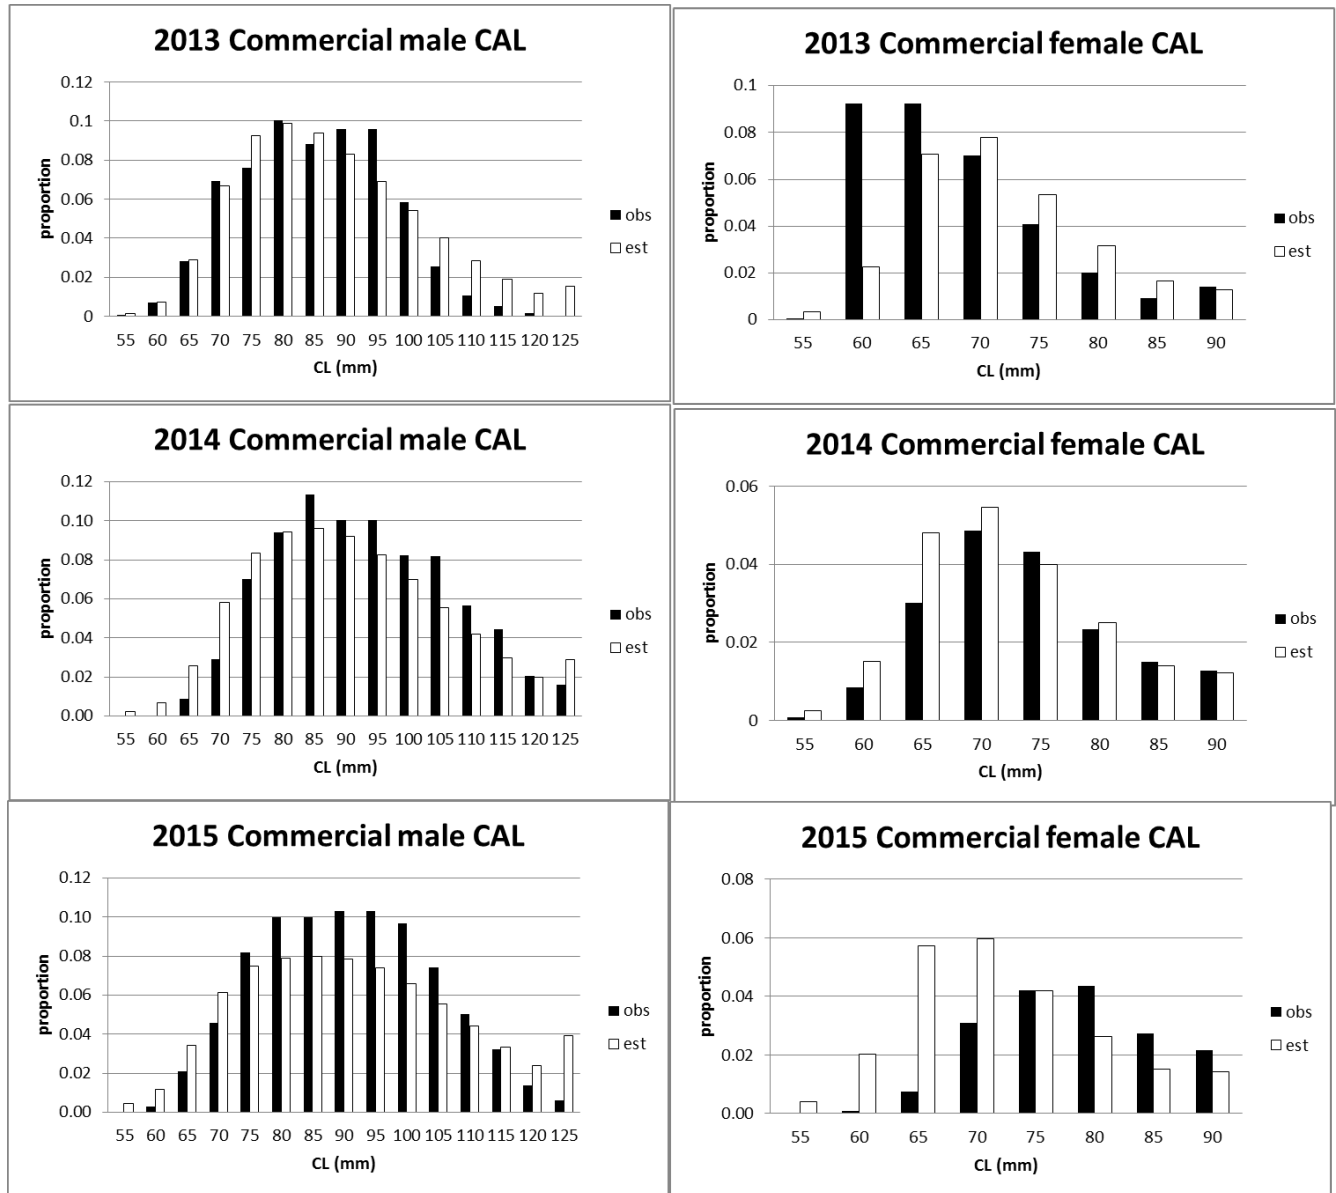 2013 Commercial male CAL
proportion
0.12
0.1
0.08
0.06
0.04
0.02
0
55 60 65 70 75 80 85 90 95 100 105 110 115 120 125
CL (mm)
obs
est
2013 Commercial female CAL
proportion
0.1
0.08
0.06
0.04
0.02
0
55 60 65 70 75 80 85 90
CL (mm)
obs
est
2014 Commercial male CAL
proportion
0.12
0.10
0.08
0.06
0.04
0.02
0.00
55 60 65 70 75 80 85 90 95 100 105 110 115 120 125
CL (mm)
obs
est
2014 Commercial female CAL
proportion
0.06
0.04
0.02
0
55 60 65 70 75 80 85 90
CL (mm)
obs
est
2015 Commercial male CAL
proportion
0.12
0.10
0.08
0.06
0.04
0.02
0.00
55 60 65 70 75 80 85 90 95 100 105 110 115 120 125
CL (mm)
obs
est
2015 Commercial female CAL
proportion
0.08
0.06
0.04
0.02
0.00
55 60 65 70 75 80 85 90
CL (mm)
obs
est